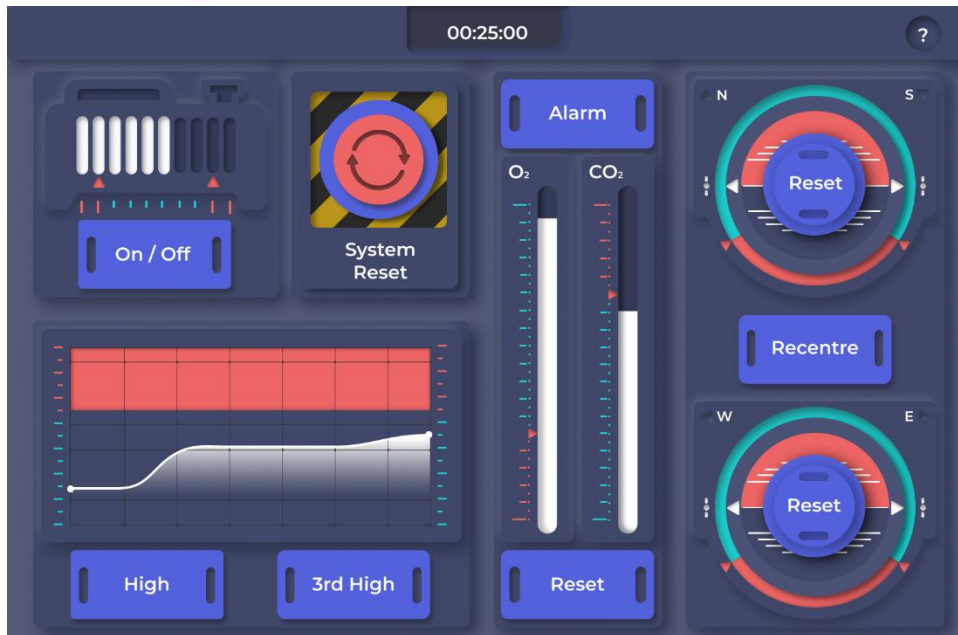 00:25:00
?
On / Off
System
Reset
Alarm
O₂
CO₂
Reset
High
3rd High
N
S
Reset
Recentre
W
E
Reset